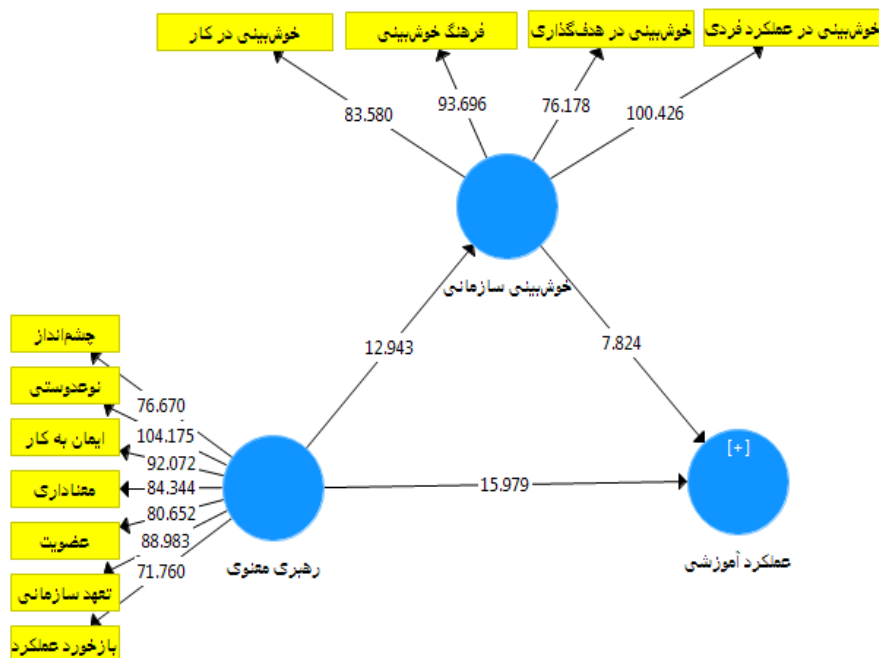 خوش‌بینی در عملکرد فردی
خوش‌بینی در هدف‌گذاری
فرهنگ خوش‌بینی
خوش‌بینی در کار
83.580
93.696
76.178
100.426
خوش‌بینی سازمانی
12.943
7.824
چشم‌انداز
نوعدوستی
ایمان به کار
معناداری
عضویت
تعهد سازمانی
بازخورد عملکرد
76.670
104.175
92.072
84.344
80.652
88.983
71.760
رهبری معنوی
15.979
[+]
عملکرد آموزشی